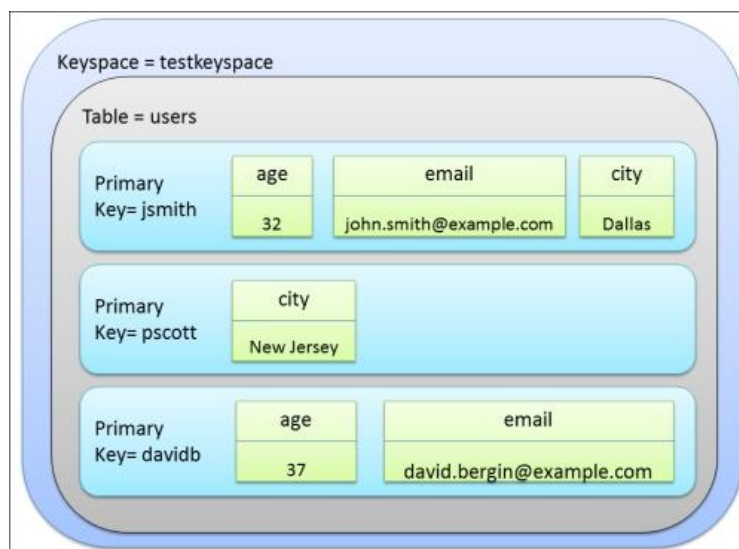 Keyspace = testkeyspace
Table = users
Primary
Key= jsmith
age
email
city
32
john.smith@example.com
Dallas
Primary
Key= pscott
city
New Jersey
Primary
Key= davidb
age
email
37
david.bergin@example.com